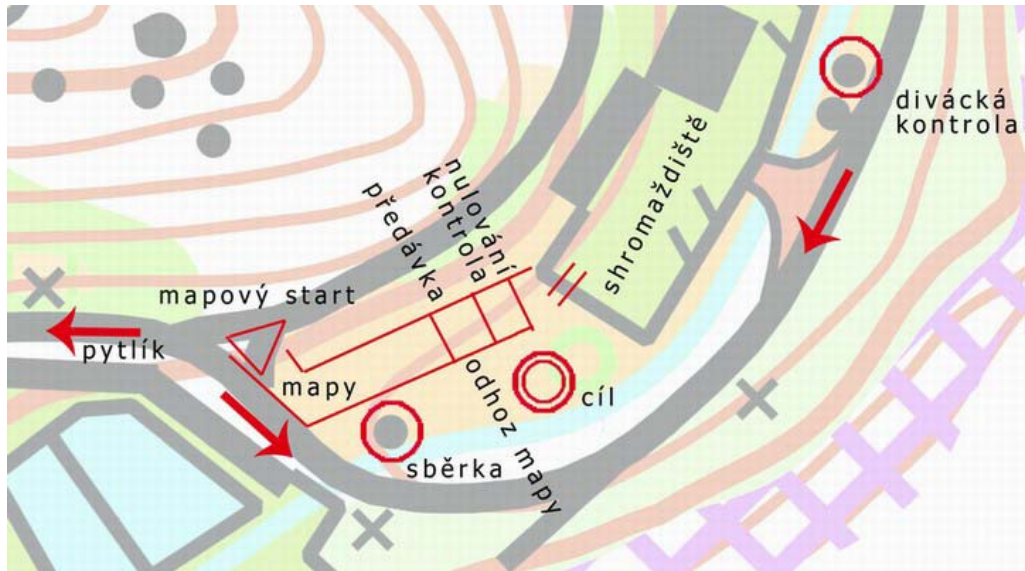 divácká
kontrola
shromaždiště
nulování
kontrola
předávka
mapový start
pytlík
mapy
odhoz mapy
cíl
sběrka